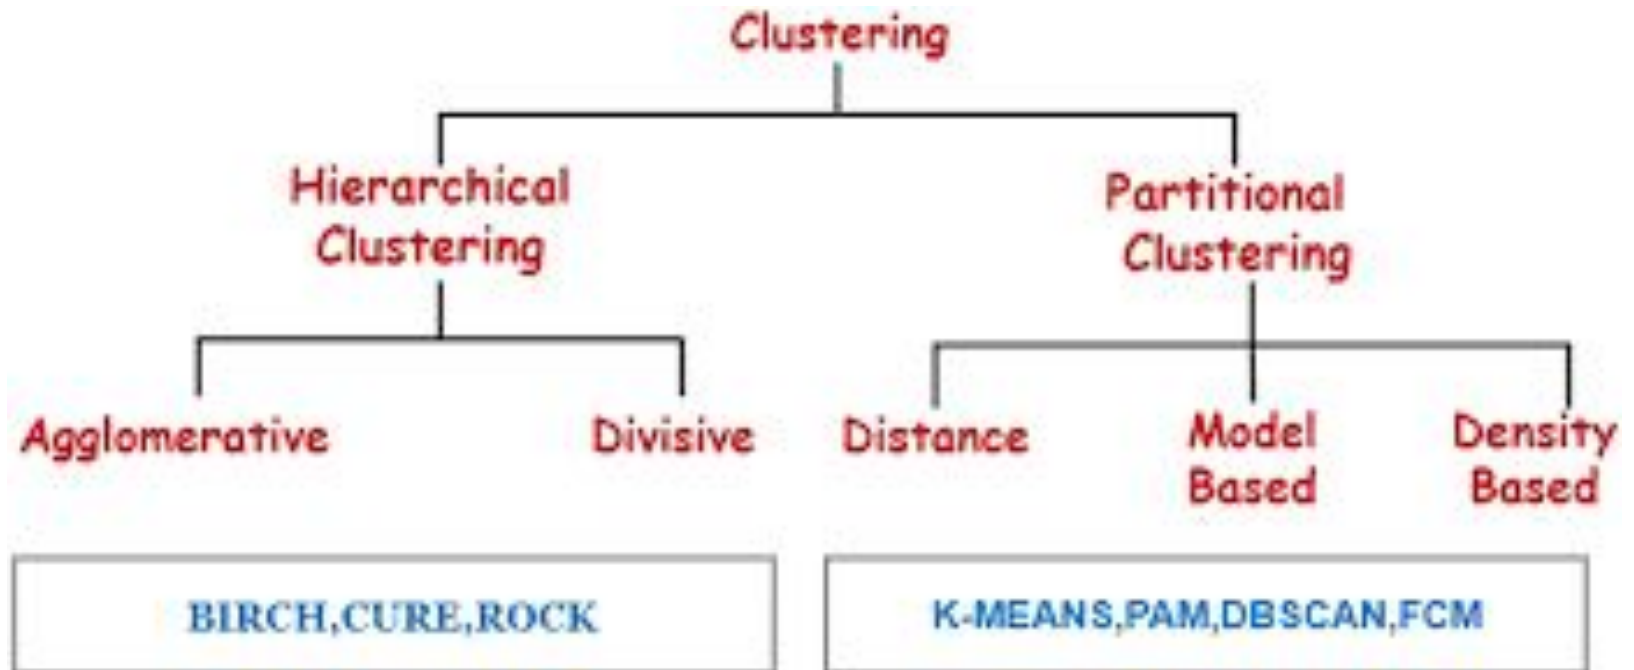 Clustering
Hierarchical
Clustering
Partitional
Clustering
Agglomerative
Divisive
Distance
Model
Based
Density
Based
BIRCH,CURE,ROCK
K-MEANS,PAM,DBSCAN,FCM